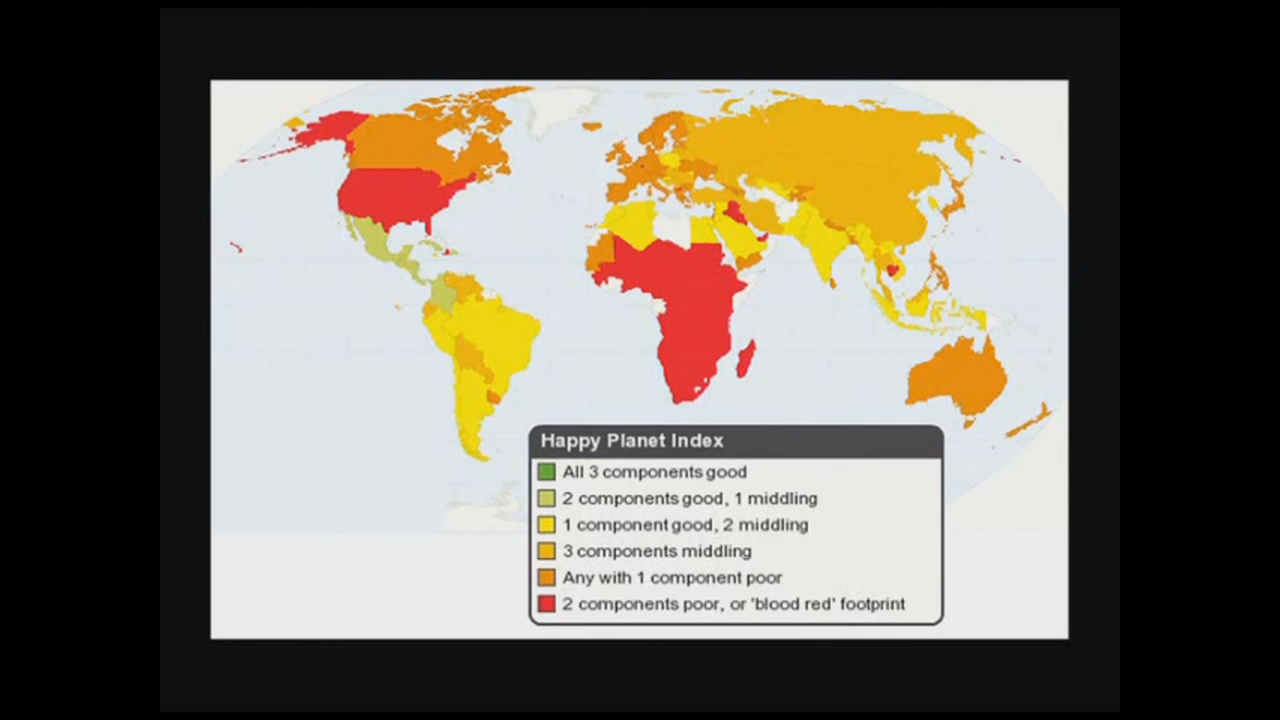 Happy Planet Index
All 3 components good
2 components good, 1 middling
1 component good, 2 middling
3 components middling
Any with 1 component poor
2 components poor, or 'blood red' footprint